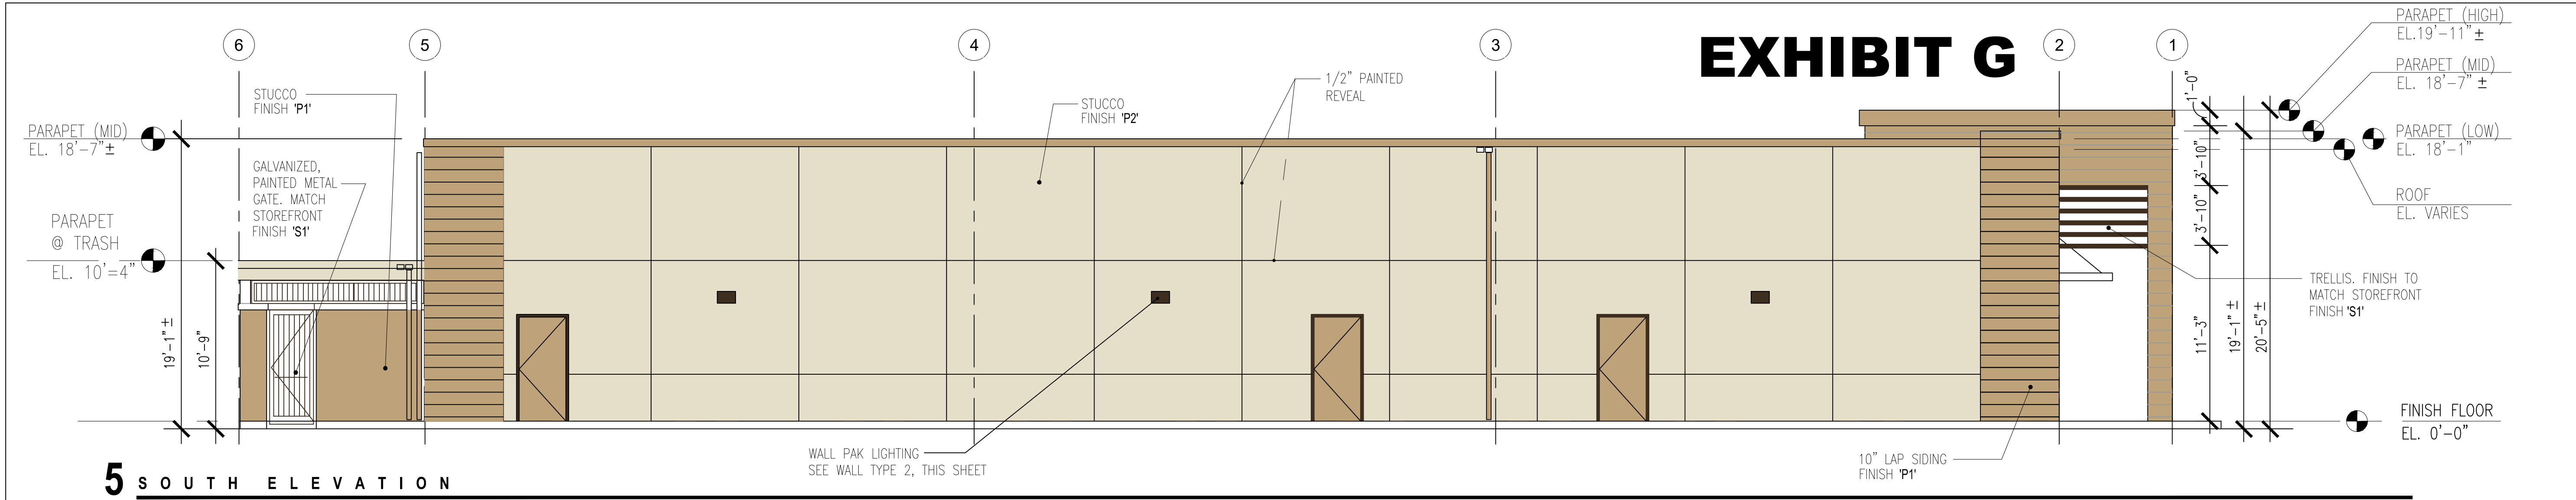 EXHIBIT G
6
5
4
3
2
1
PARAPET (HIGH)
EL.19'-11" ±
PARAPET (MID)
EL. 18'-7" ±
PARAPET (LOW)
EL. 18'-1"
ROOF
EL. VARIES
STUCCO
FINISH 'P1'
PARAPET (MID)
EL. 18'-7"±
GALVANIZED,
PAINTED METAL
GATE. MATCH
STOREFRONT
FINISH 'S1'
PARAPET
@ TRASH
EL. 10'=4"
19'-1" ±
10'-9"
STUCCO
FINISH 'P2'
1/2" PAINTED
REVEAL
1'-0"
3'-10"
3'-10"
11'-3"
19'-1" ±
20'-5" ±
TRELLIS. FINISH TO
MATCH STOREFRONT
FINISH 'S1'
FINISH FLOOR
EL. 0'-0"
WALL PAK LIGHTING
SEE WALL TYPE 2, THIS SHEET
10" LAP SIDING
FINISH 'P1'
5 SOUTH ELEVATION